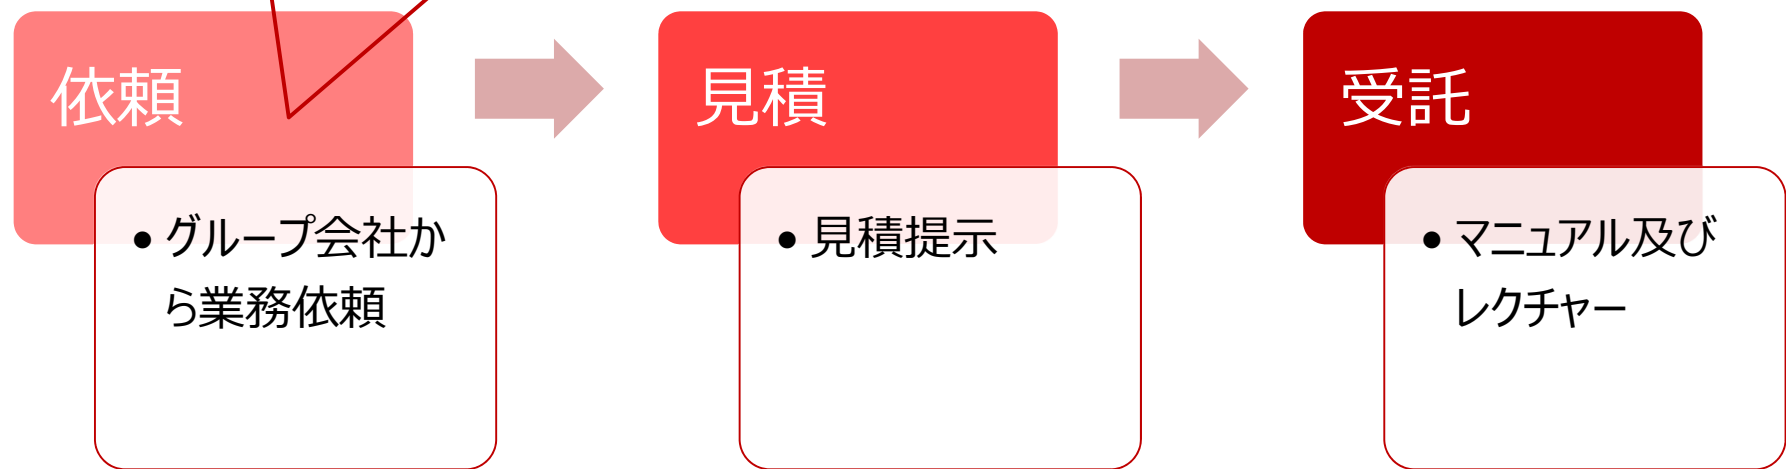 依頼
• グループ会社か
ら業務依頼
見積
• 見積提示
受託
• マニュアル及び
レクチャー